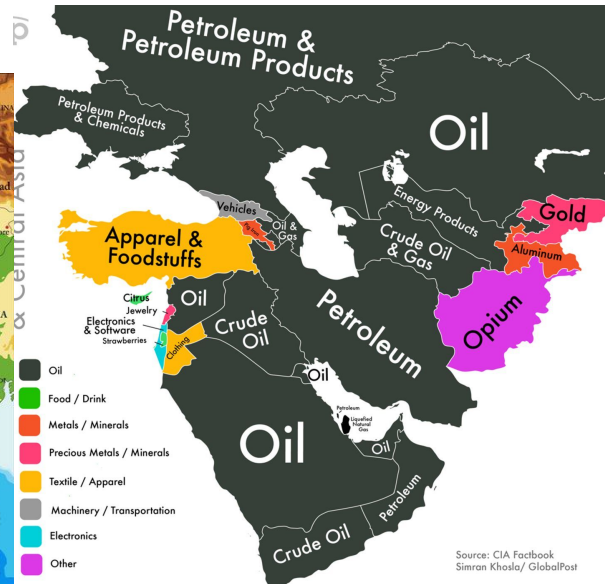 Petroleum &
Petroleum Products
Petroleum Products
& Chemicals
Oil
Energy Products
Vehicles
Oil &
Gas
Pig Iron
Gold
Aluminum
Crude Oil
& Gas
Apparel &
Foodstuffs
Citrus
Jewelry
Electronics
& Software
Strawberries
Clothing
Oil
Crude
Oil
Petroleum
Opium
Oil
Petroleum
Liquefied
Natural
Gas
Oil
Oil
Petroleum
Crude Oil
& Central Asia
Oil
Food / Drink
Metals / Minerals
Precious Metals / Minerals
Textile / Apparel
Machinery / Transportation
Electronics
Other
Source: CIA Factbook
Simran Khosla/ GlobalPost